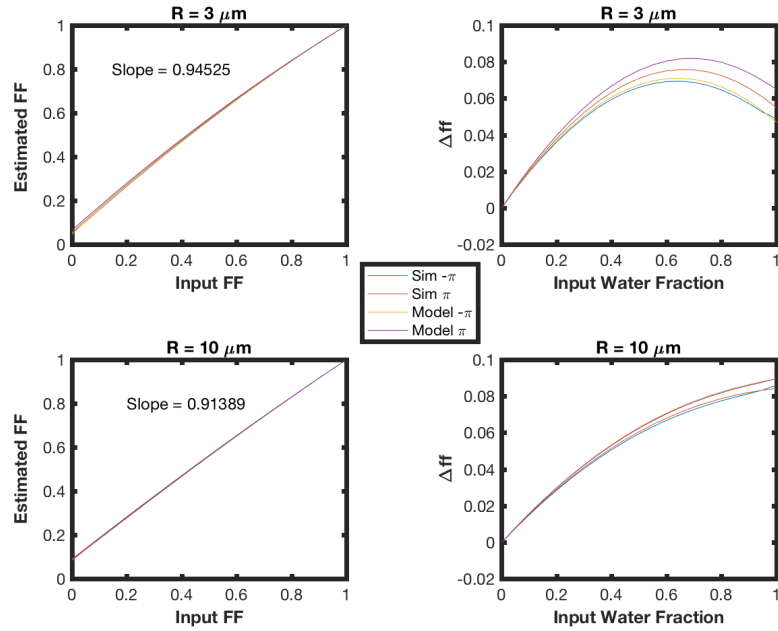 R = 3 μm
Slope = 0.94525
Estimated FF
1
0.8
0.6
0.4
0.2
0
0 0.2 0.4 0.6 0.8 1
Input FF
R = 3 μm
Δff
0.1
0.08
0.06
0.04
0.02
0
-0.02
0 0.2 0.4 0.6 0.8 1
Input Water Fraction
Sim -π
Sim π
Model -π
Model π
R = 10 μm
Slope = 0.91389
Estimated FF
1
0.8
0.6
0.4
0.2
0
0 0.2 0.4 0.6 0.8 1
Input FF
R = 10 μm
Δff
0.1
0.08
0.06
0.04
0.02
0
-0.02
0 0.2 0.4 0.6 0.8 1
Input Water Fraction